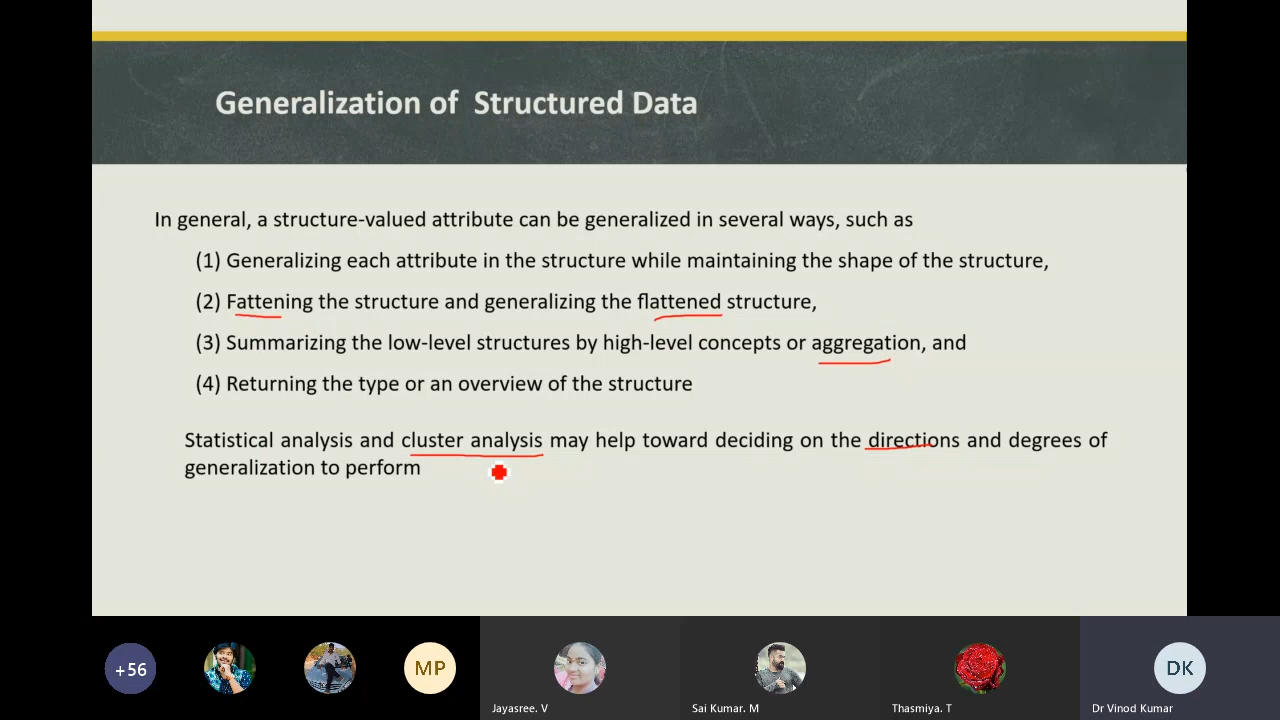 Generalization of Structured Data
In general, a structure-valued attribute can be generalized in several ways, such as
(1) Generalizing each attribute in the structure while maintaining the shape of the structure,
(2) Fattening the structure and generalizing the flattened structure,
(3) Summarizing the low-level structures by high-level concepts or aggregation, and
(4) Returning the type or an overview of the structure
Statistical analysis and cluster analysis may help toward deciding on the directions and degrees of
generalization to perform
+56
MP
DK
Jayasree. V
Sai Kumar. M
Thasmiya. T
Dr Vinod Kumar